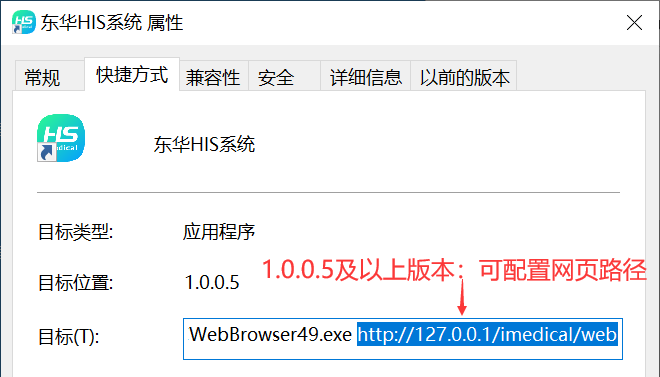 东华HIS系统 属性
常规 快捷方式 兼容性 安全 详细信息 以前的版本
HS
medical
东华HIS系统
目标类型: 应用程序
目标位置: 1.0.0.5
1.0.0.5及以上版本：可配置网页路径
目标(T): WebBrowser49.exe http://127.0.0.1/imedical/web